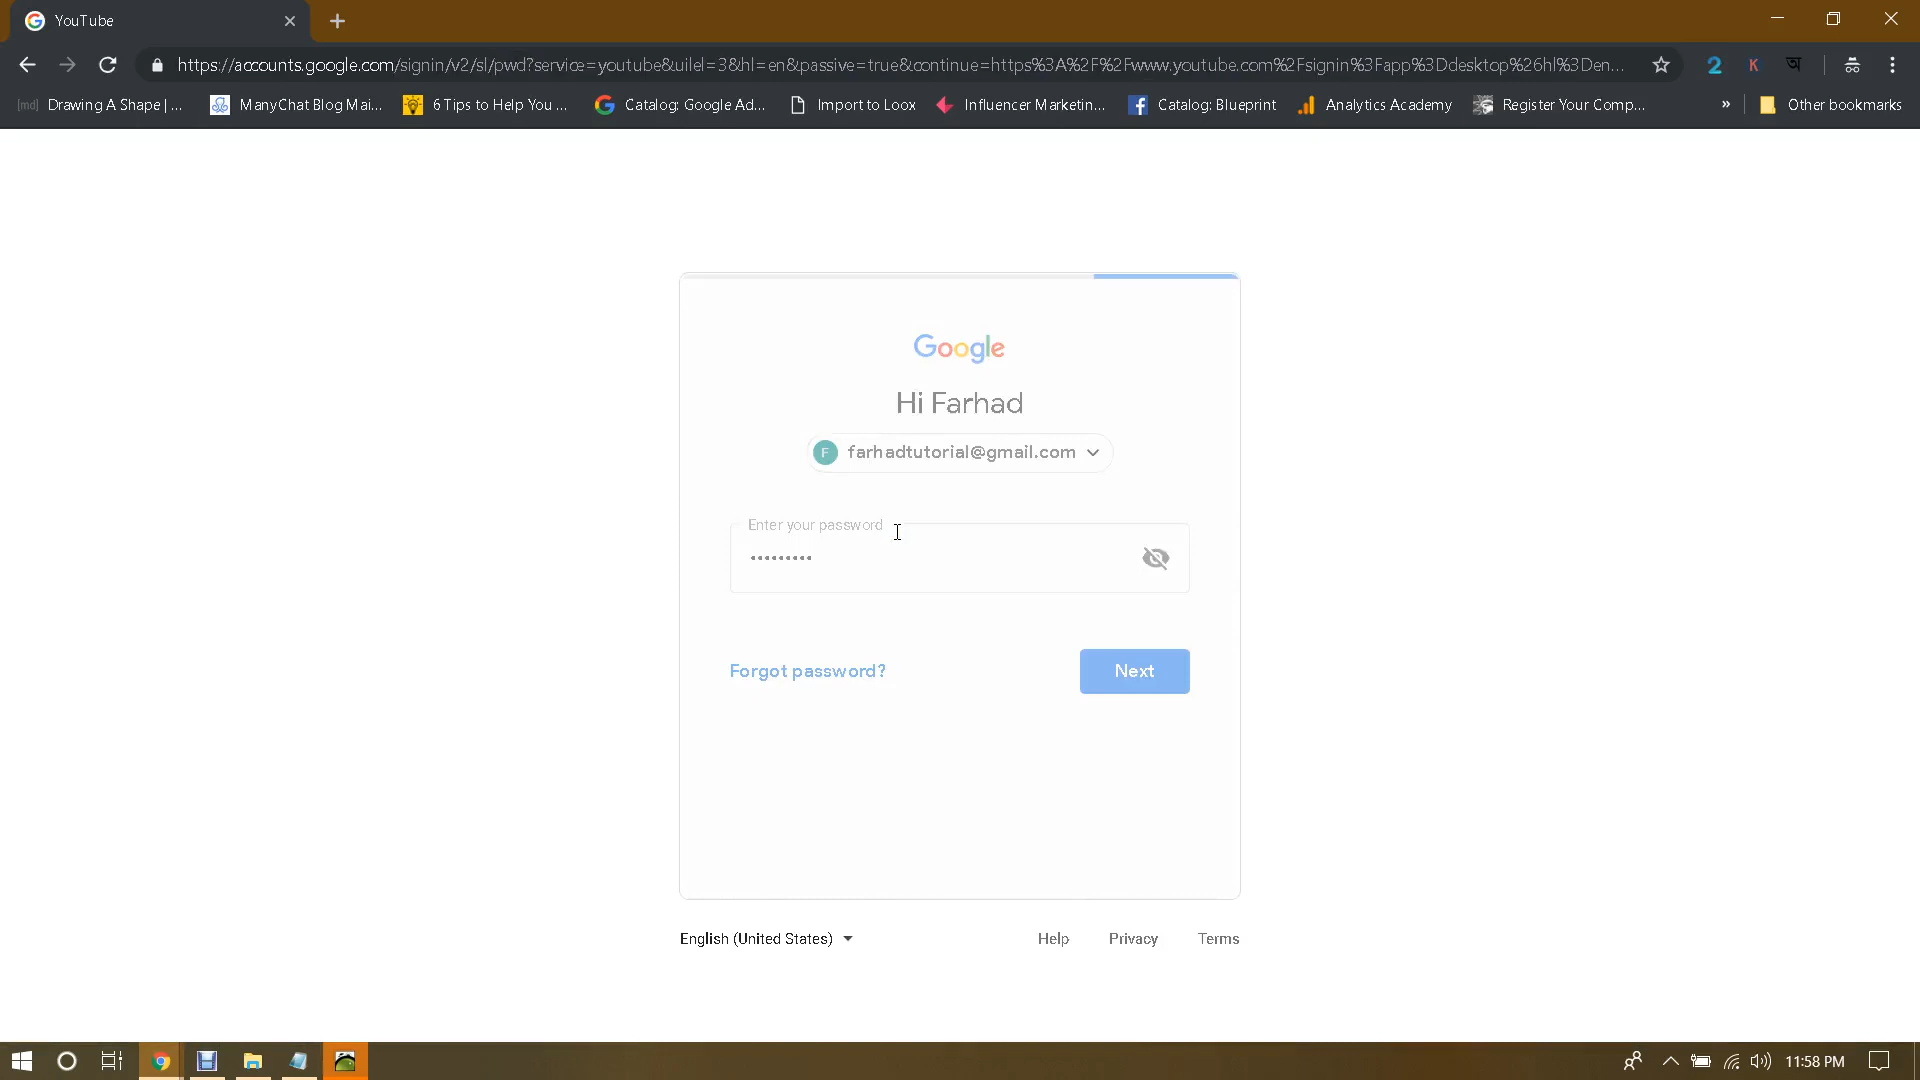 YouTube
https://accounts.google.com/signin/v2/sl/pwd?service=youtube&uilel=3&hl=en&passive=true&continue=https%3A%2F%2Fwww.youtube.com%2Fsignin%3Fapp%3Ddesktop%26hl%3Den...
2 K অ
[md] Drawing A Shape | ... ManyChat Blog Mai... 6 Tips to Help You ... Catalog: Google Ad... Import to Loox Influencer Marketin... Catalog: Blueprint Analytics Academy Register Your Comp... » Other bookmarks
Google
Hi Farhad
F farhadtutorial@gmail.com
Enter your password
•••••••••
Forgot password? Next
English (United States) Help Privacy Terms
11:58 PM